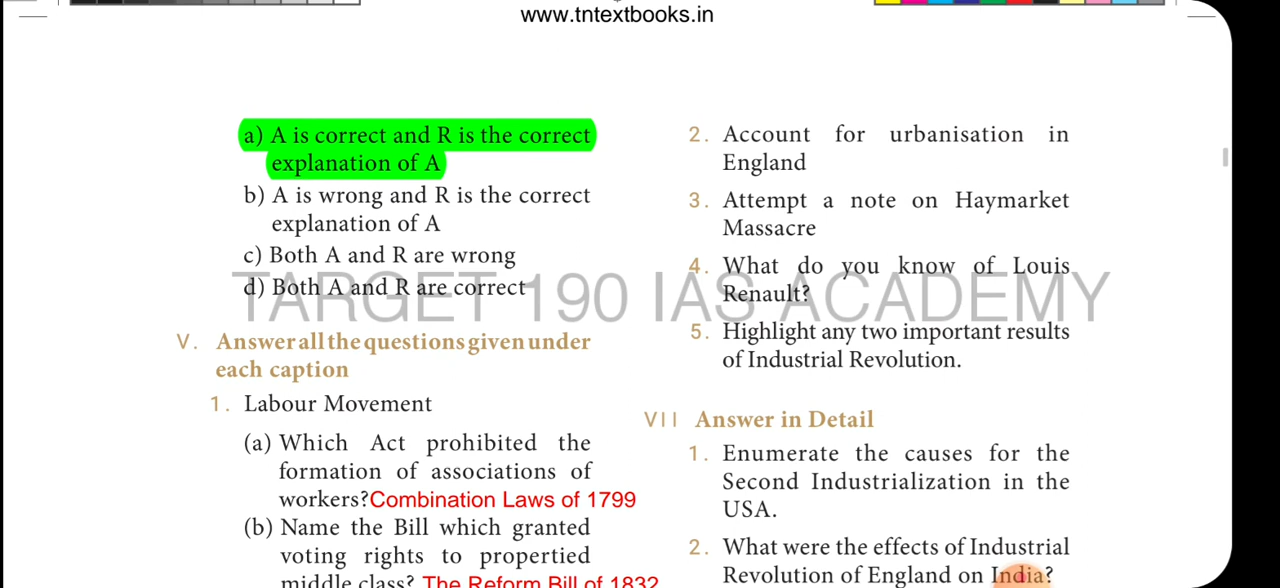 www.tntextbooks.in
a) A is correct and R is the correct
explanation of A
b) A is wrong and R is the correct
explanation of A
c) Both A and R are wrong
d) Both A and R are correct
V. Answer all the questions given under
each caption
1. Labour Movement
(a) Which Act prohibited the
formation of associations of
workers?Combination Laws of 1799
(b) Name the Bill which granted
voting rights to propertied
middle class? The Reform Bill of 1832
2. Account for urbanisation in
England
3. Attempt a note on Haymarket
Massacre
4. What do you know of Louis
Renault?
5. Highlight any two important results
of Industrial Revolution.
VII Answer in Detail
1. Enumerate the causes for the
Second Industrialization in the
USA.
2. What were the effects of Industrial
Revolution of England on India?
TARGET 190 IAS ACADEMY